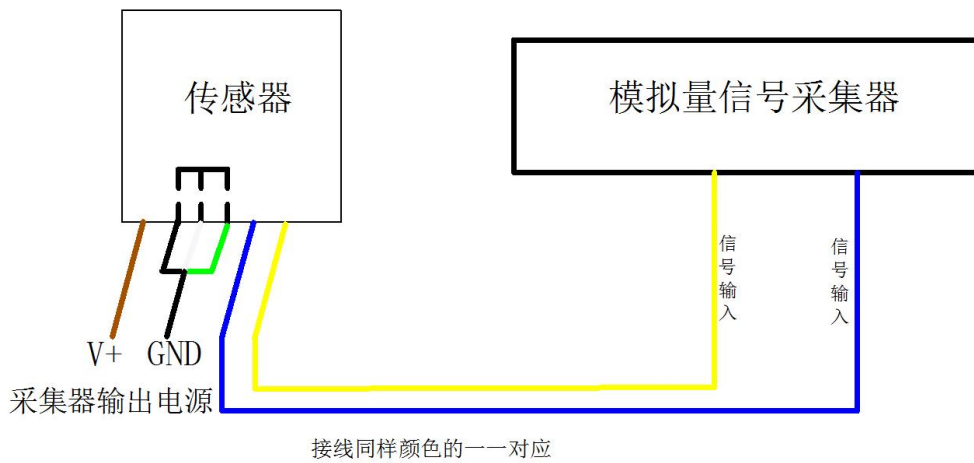 传感器
模拟量信号采集器
信号输入
信号输入
V+ GND
采集器输出电源
接线同样颜色的一一对应